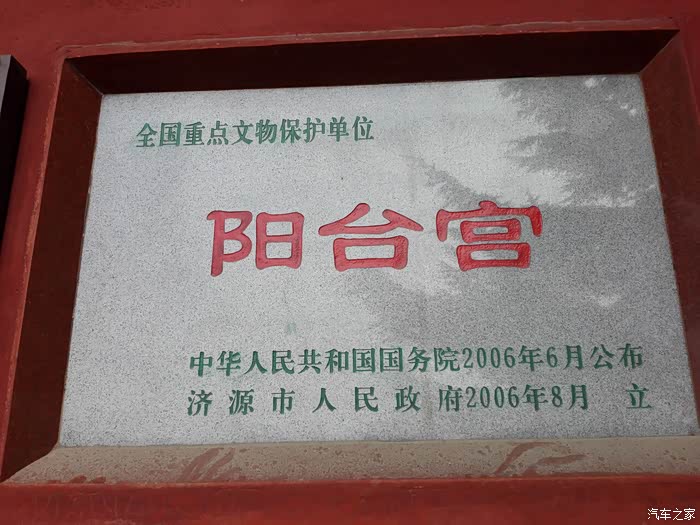 全国重点文物保护单位
阳台宫
中华人民共和国国务院2006年6月公布
济源市人民政府2006年8月 立
汽车之家